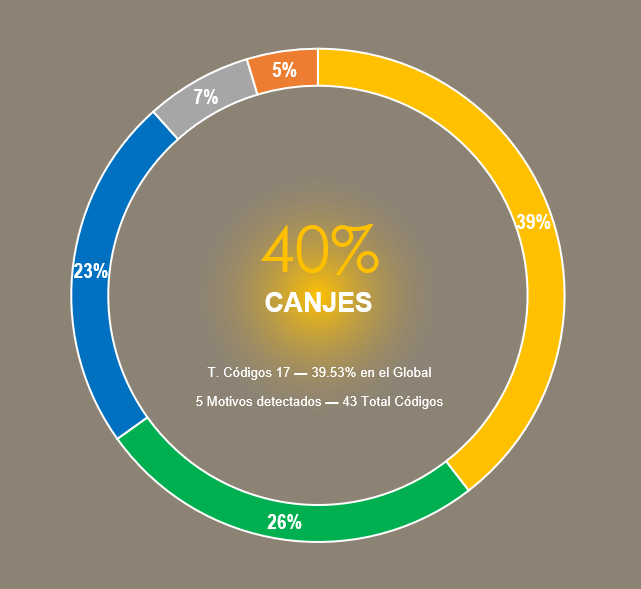 5%
7%
39%
40%
23%
CANJES
T. Códigos 17 — 39.53% en el Global
5 Motivos detectados — 43 Total Códigos
26%